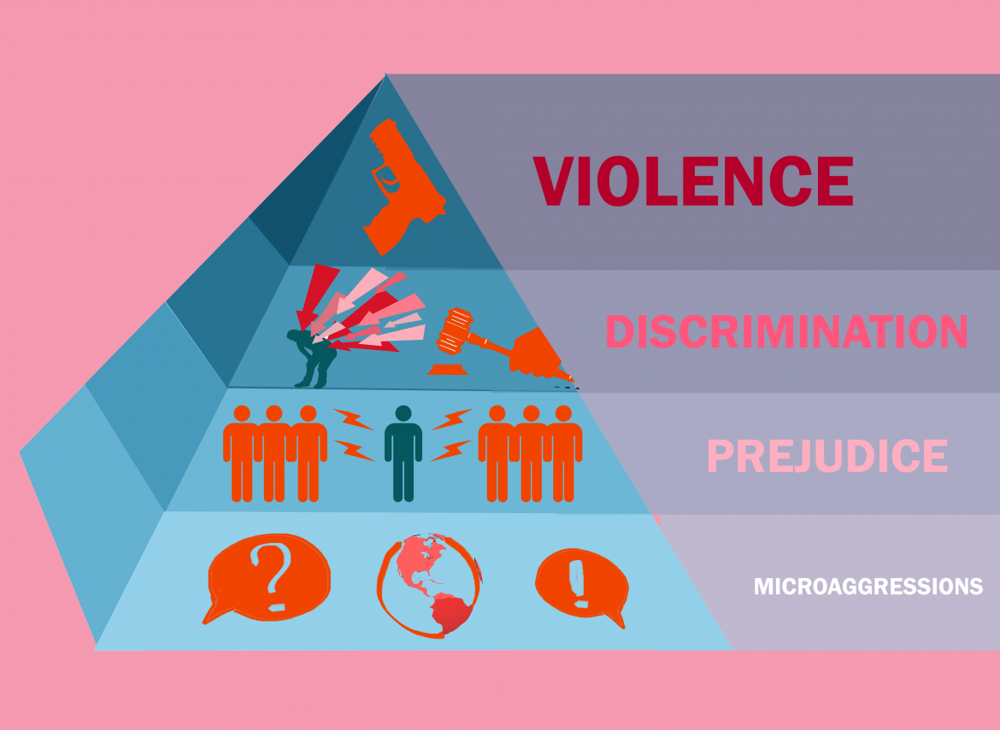 VIOLENCE
DISCRIMINATION
PREJUDICE
MICROAGGRESSIONS
?
!